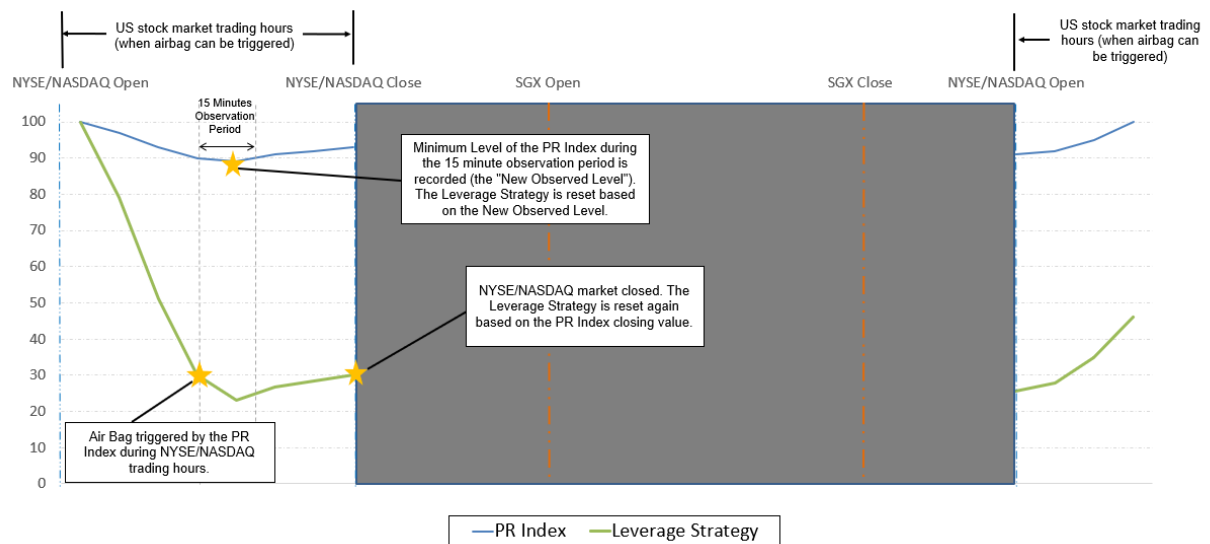 US stock market trading hours
(when airbag can be triggered)
US stock market trading
hours (when airbag can
be triggered)
NYSE/NASDAQ Open
NYSE/NASDAQ Close
SGX Open
SGX Close
NYSE/NASDAQ Open
15 Minutes
Observation
Period
100
90
80
70
60
50
40
30
20
10
0
Minimum Level of the PR Index during
the 15 minute observation period is
recorded (the "New Observed Level").
The Leverage Strategy is reset based
on the New Observed Level.
NYSE/NASDAQ market closed. The
Leverage Strategy is reset again
based on the PR Index closing value.
Air Bag triggered by the PR
Index during NYSE/NASDAQ
trading hours.
PR Index
Leverage Strategy